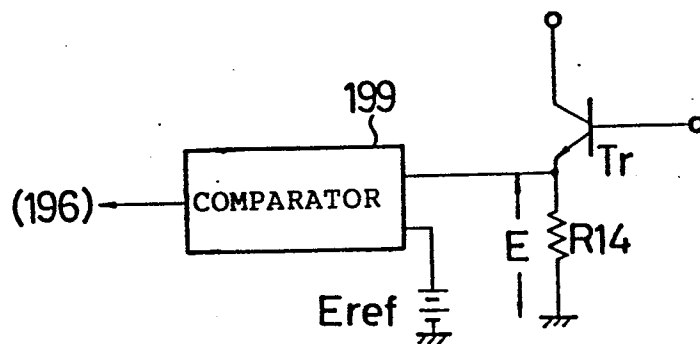 199
Tr
(196)
COMPARATOR
E
R14
Eref